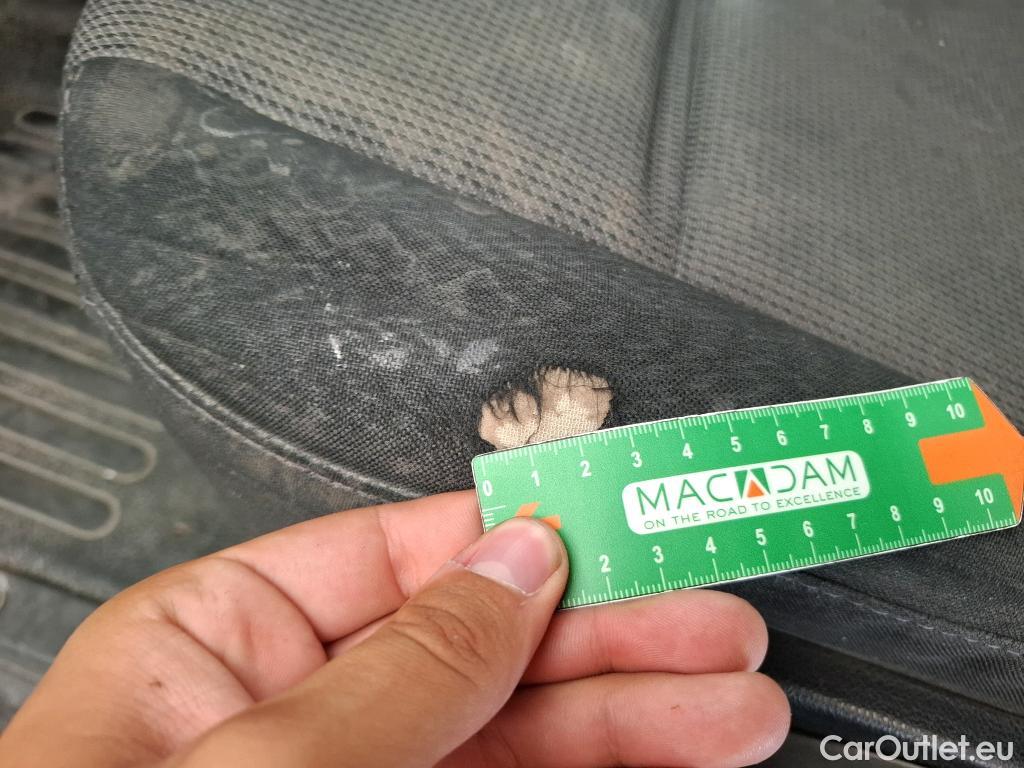 0 1 2 3 4 5 6 7 8 9 10
MACADAM
ON THE ROAD TO EXCELLENCE
2 3 4 5 6 7 8 9 10
CarOutlet.eu